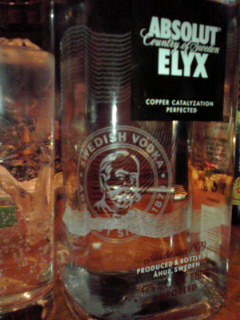 ABSOLUT
Country of Sweden
ELYX
COPPER CATALYZATION
PERFECTED
SWEDISH VODKA
PRODUCED & BOTTLED
ÅHUS, SWEDEN